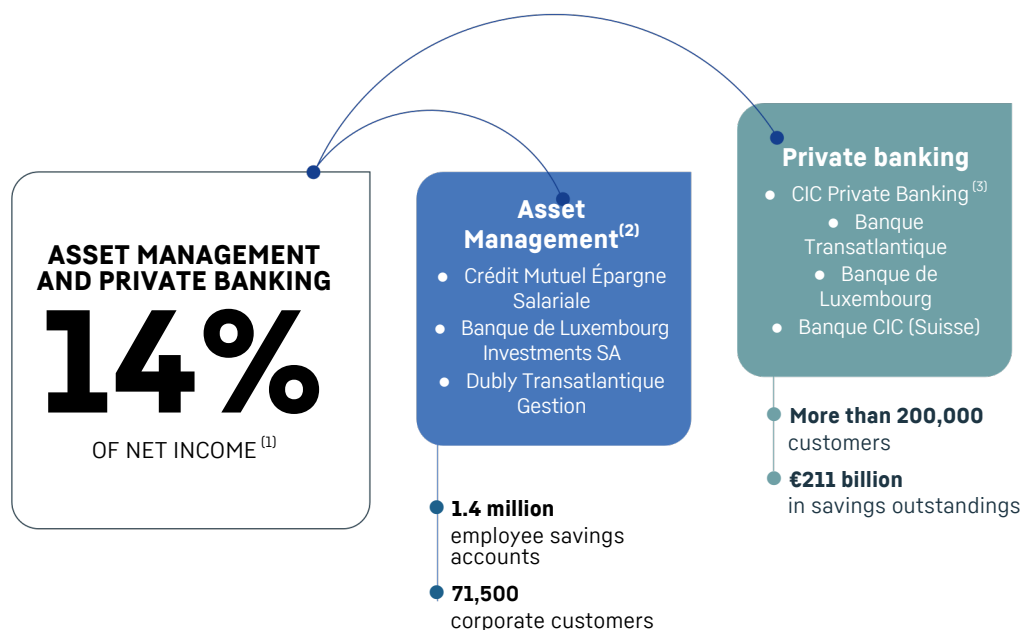 ASSET MANAGEMENT
AND PRIVATE BANKING
14%
OF NET INCOME (1)
Asset
Management(2)
● Crédit Mutuel Épargne
Salariale
● Banque de Luxembourg
Investments SA
● Dubly Transatlantique
Gestion
● 1.4 million
employee savings
accounts
● 71,500
corporate customers
Private banking
● CIC Private Banking (3)
● Banque
Transatlantique
● Banque de
Luxembourg
● Banque CIC (Suisse)
● More than 200,000
customers
● €211 billion
in savings outstandings